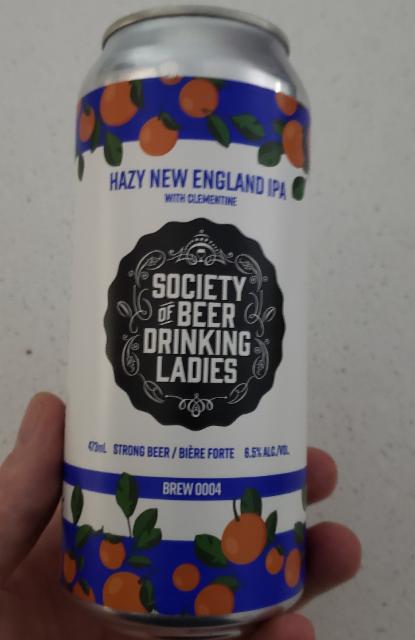 HAZY NEW ENGLAND IPA
WITH CLEMENTINE
SOCIETY
OF BEER
DRINKING
LADIES
473mL STRONG BEER / BIÈRE FORTE 6.5% ALC./VOL.
BREW 0004